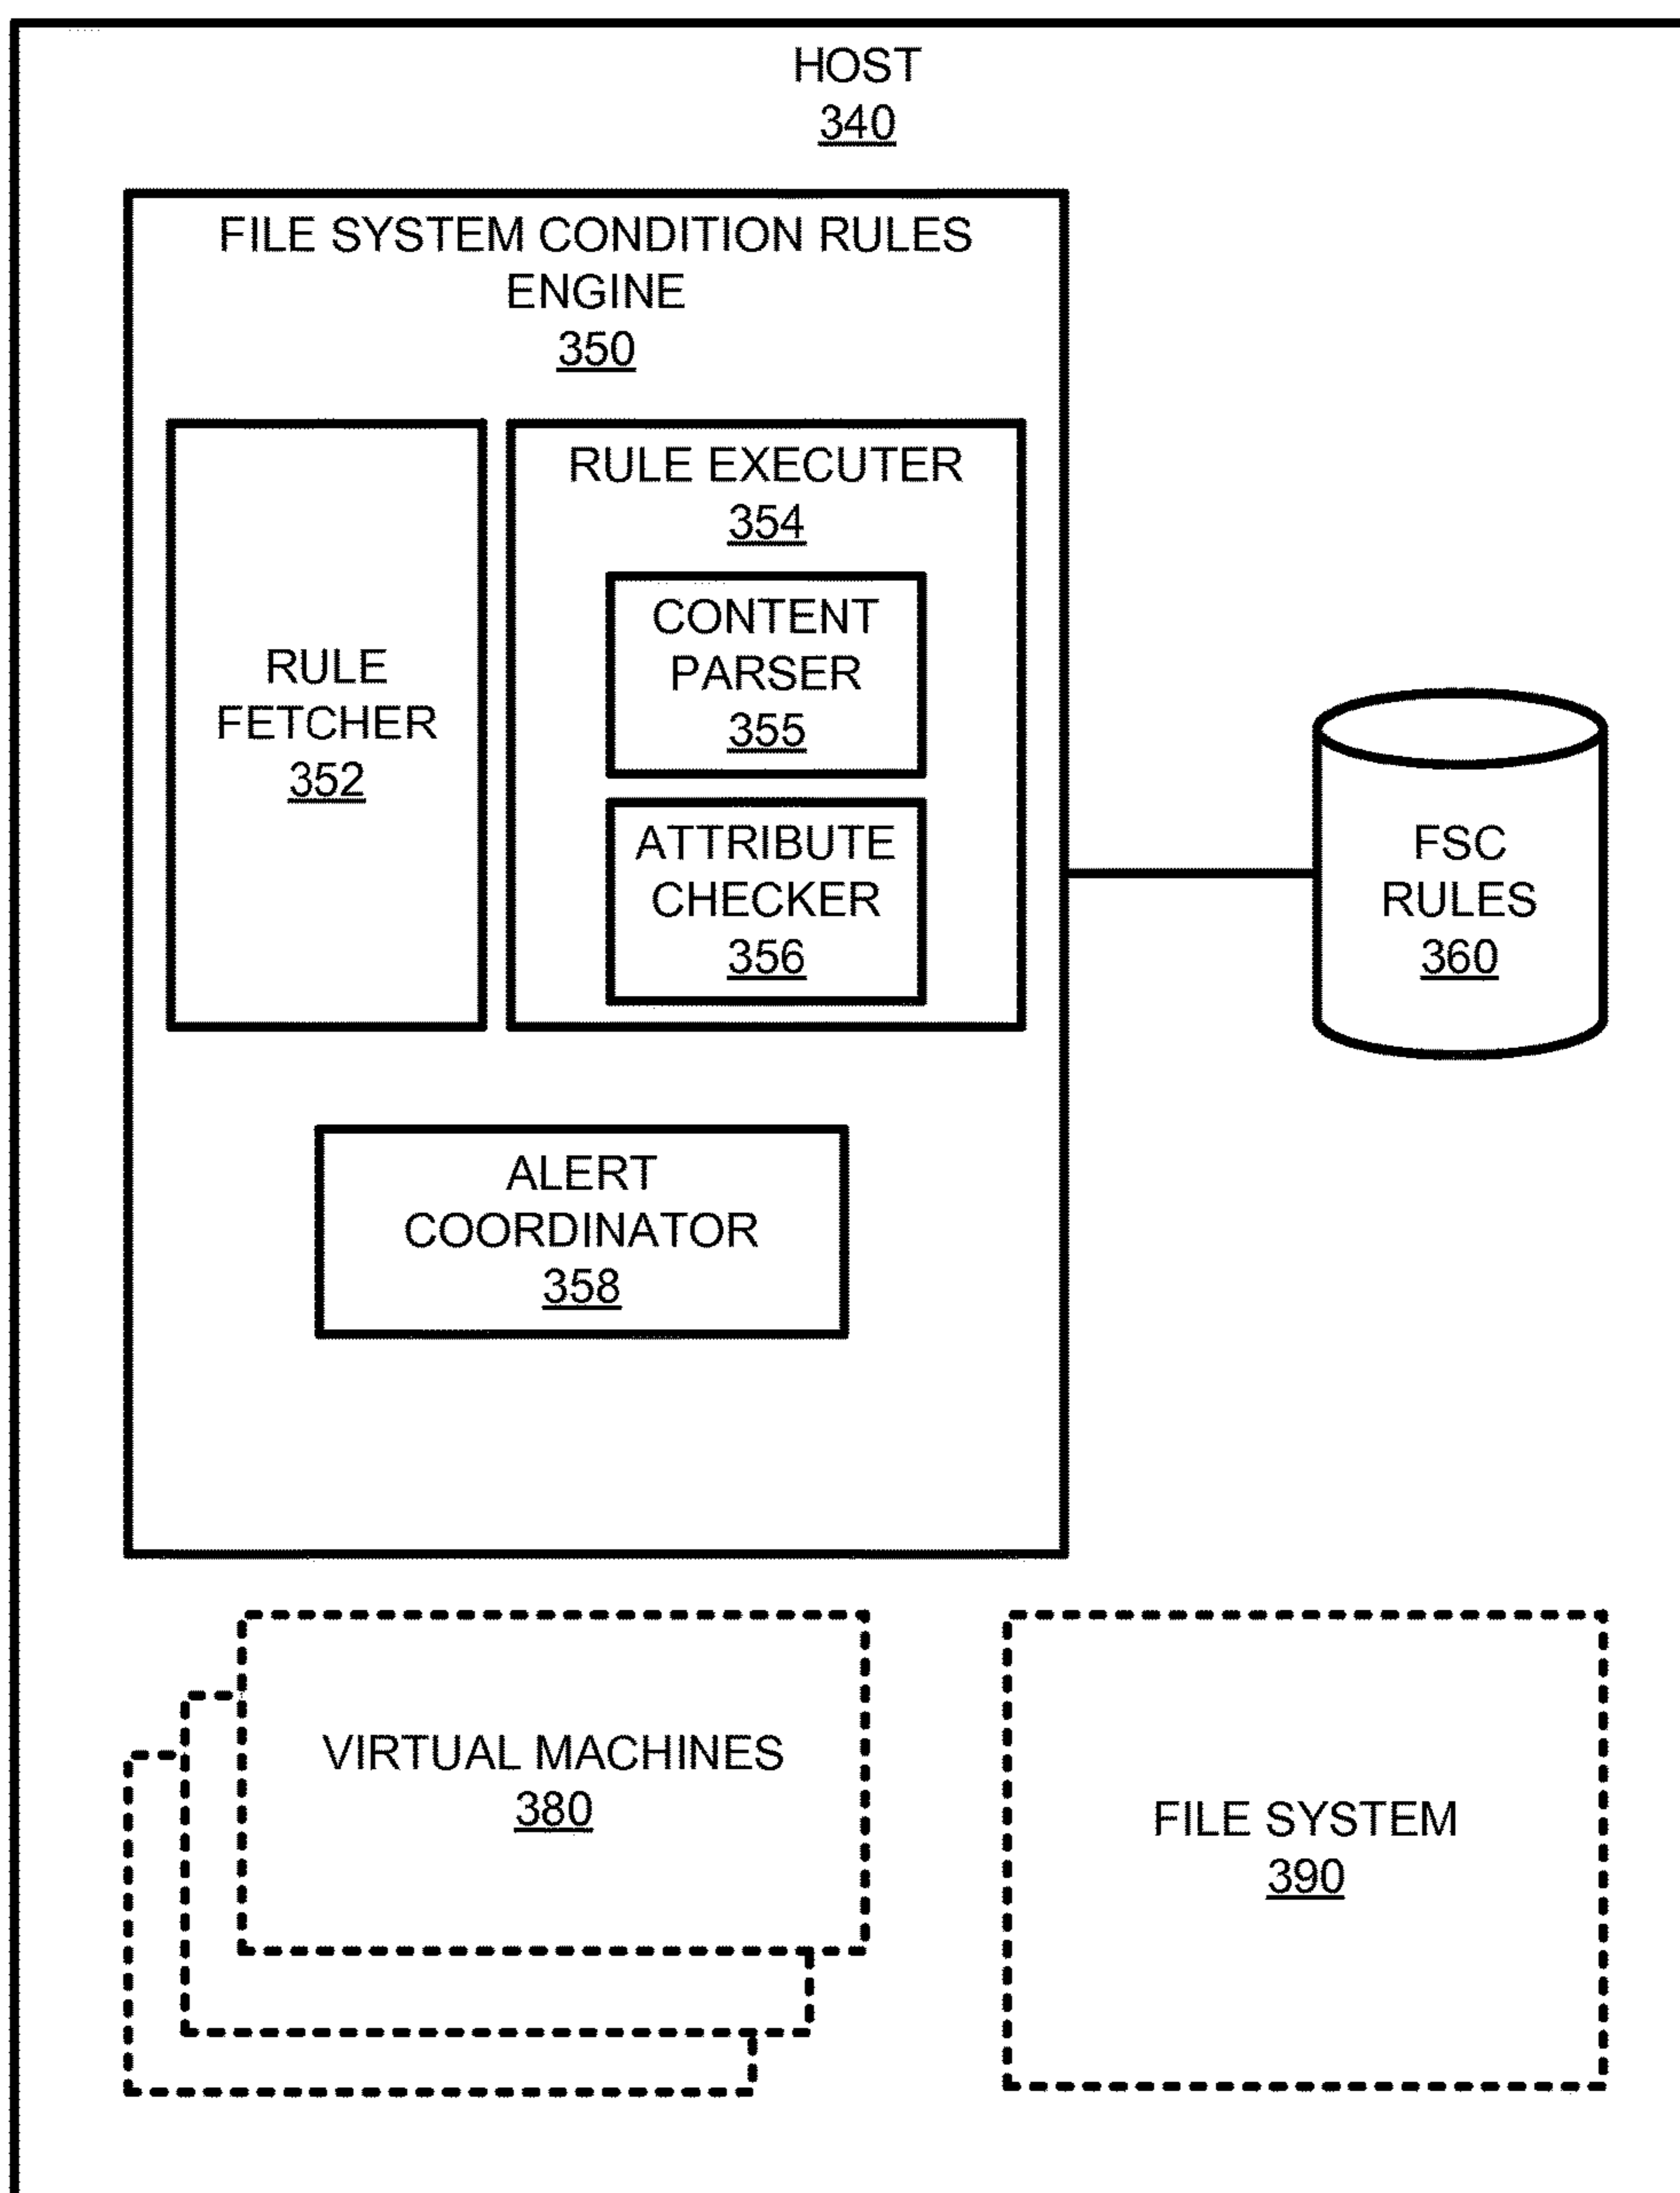 HOST
340
FILE SYSTEM CONDITION RULES
ENGINE
350
RULE
FETCHER
352
RULE EXECUTER
354
CONTENT
PARSER
355
ATTRIBUTE
CHECKER
356
ALERT
COORDINATOR
358
FSC
RULES
360
VIRTUAL MACHINES
380
FILE SYSTEM
390